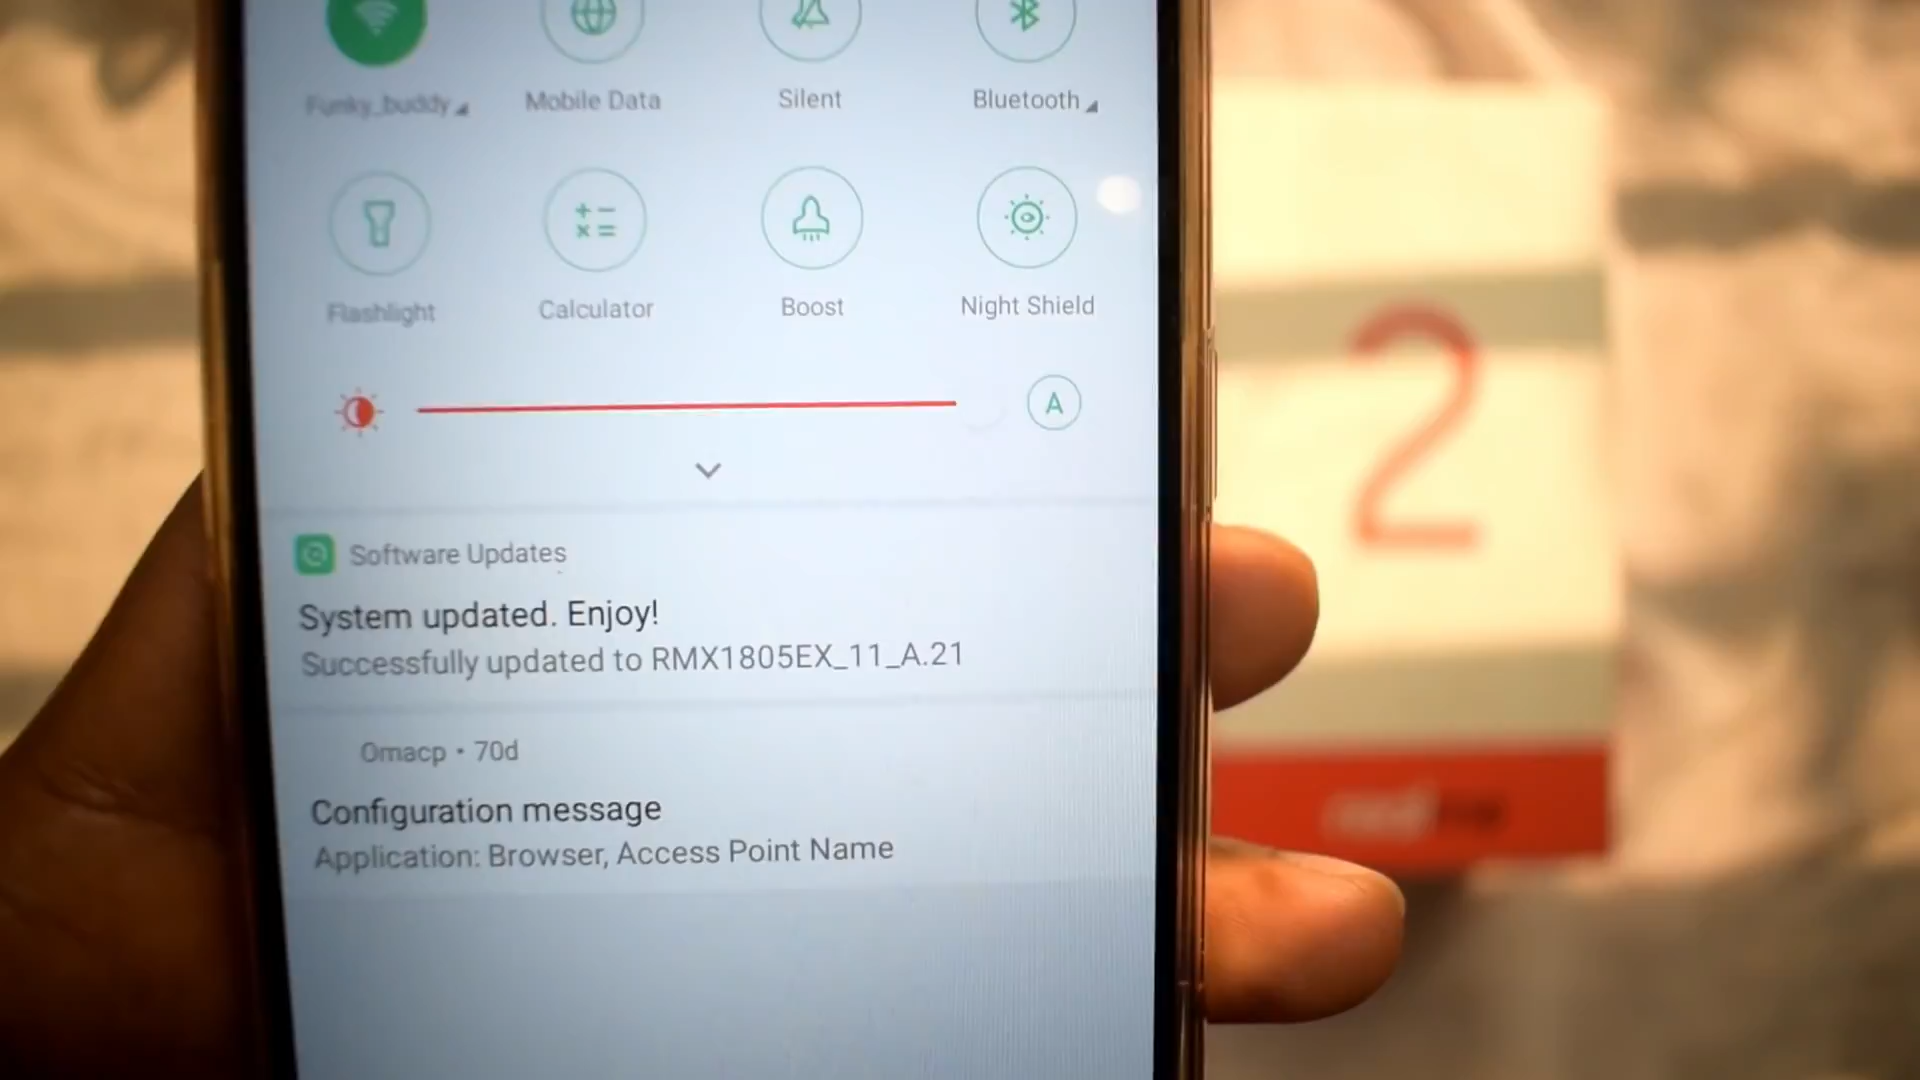 Funky_buddy
Mobile Data
Silent
Bluetooth
Flashlight
Calculator
Boost
Night Shield
A
Software Updates
System updated. Enjoy!
Successfully updated to RMX1805EX_11_A.21
Omacp • 70d
Configuration message
Application: Browser, Access Point Name
2